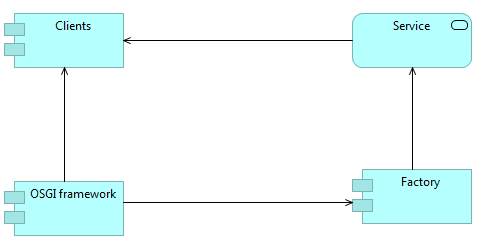 Clients
Service
OSGI framework
Factory